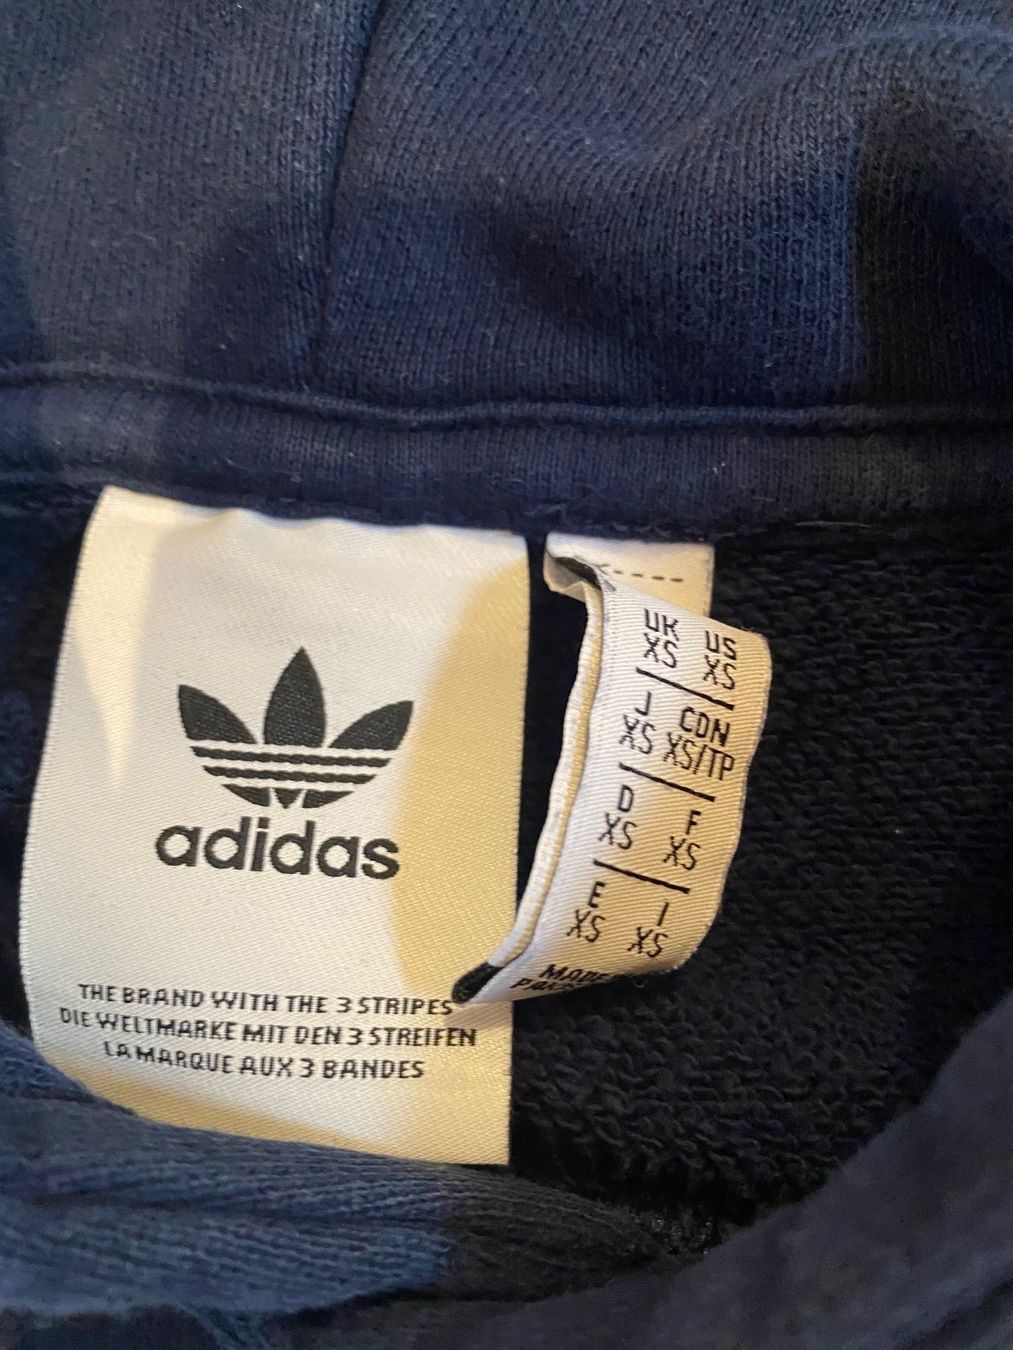 adidas
THE BRAND WITH THE 3 STRIPES
DIE WELTMARKE MIT DEN 3 STREIFEN
LA MARQUE AUX 3 BANDES
UK US
XS XS
J CDN
XS XS/TP
D F
XS XS
E I
XS XS
MADE